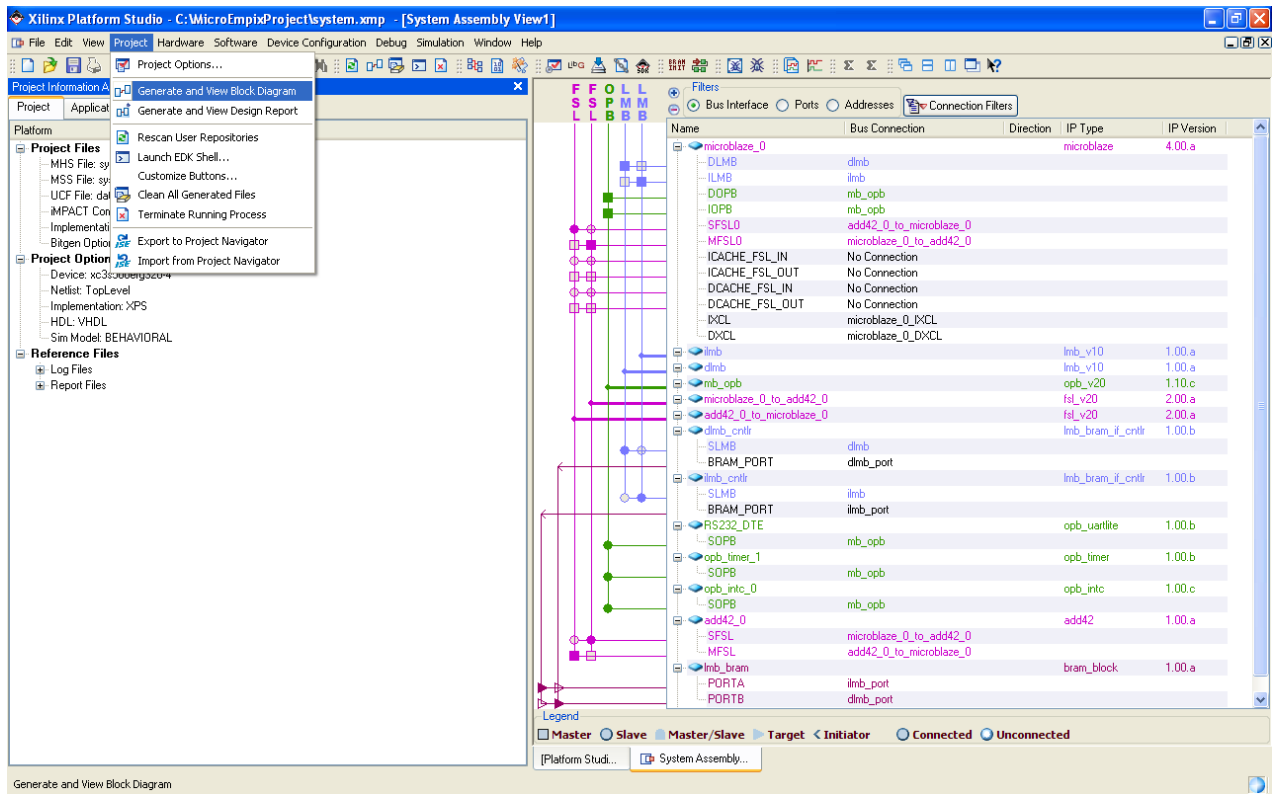 Xilinx Platform Studio - C:\MicroEmpixProject\system.xmp - [System Assembly View1]
File Edit View Project Hardware Software Device Configuration Debug Simulation Window Help
Project Information A
Project Applicat
Platform
Project Files
MHS File: sy
MSS File: sy
UCF File: dat
iMPACT Con
Implementati
Bitgen Option
Project Option
Device: xc3s500efg320-4
Netlist: TopLevel
Implementation: XPS
HDL: VHDL
Sim Model: BEHAVIORAL
Reference Files
Log Files
Report Files
Project Options...
Generate and View Block Diagram
Generate and View Design Report
Rescan User Repositories
Launch EDK Shell...
Customize Buttons...
Clean All Generated Files
Terminate Running Process
Export to Project Navigator
Import from Project Navigator
F F O L L
S S P M M
L L B B B
Filters
Bus Interface Ports Addresses Connection Filters
Name Bus Connection Direction IP Type IP Version
microblaze_0 microblaze 4.00.a
DLMB dlmb
ILMB ilmb
DOPB mb_opb
IOPB mb_opb
SFSL0 add42_0_to_microblaze_0
MFSL0 microblaze_0_to_add42_0
ICACHE_FSL_IN No Connection
ICACHE_FSL_OUT No Connection
DCACHE_FSL_IN No Connection
DCACHE_FSL_OUT No Connection
IXCL microblaze_0_IXCL
DXCL microblaze_0_DXCL
ilmb lmb_v10 1.00.a
dlmb lmb_v10 1.00.a
mb_opb opb_v20 1.10.c
microblaze_0_to_add42_0 fsl_v20 2.00.a
add42_0_to_microblaze_0 fsl_v20 2.00.a
dlmb_cntlr lmb_bram_if_cntlr 1.00.b
SLMB dlmb
BRAM_PORT dlmb_port
ilmb_cntlr lmb_bram_if_cntlr 1.00.b
SLMB ilmb
BRAM_PORT ilmb_port
RS232_DTE opb_uartlite 1.00.b
SOPB mb_opb
opb_timer_1 opb_timer 1.00.b
SOPB mb_opb
opb_intc_0 opb_intc 1.00.c
SOPB mb_opb
add42_0 add42 1.00.a
SFSL microblaze_0_to_add42_0
MFSL add42_0_to_microblaze_0
lmb_bram bram_block 1.00.a
PORTA ilmb_port
PORTB dlmb_port
Legend
Master Slave Master/Slave Target Initiator Connected Unconnected
[Platform Studi... System Assembly...
Generate and View Block Diagram